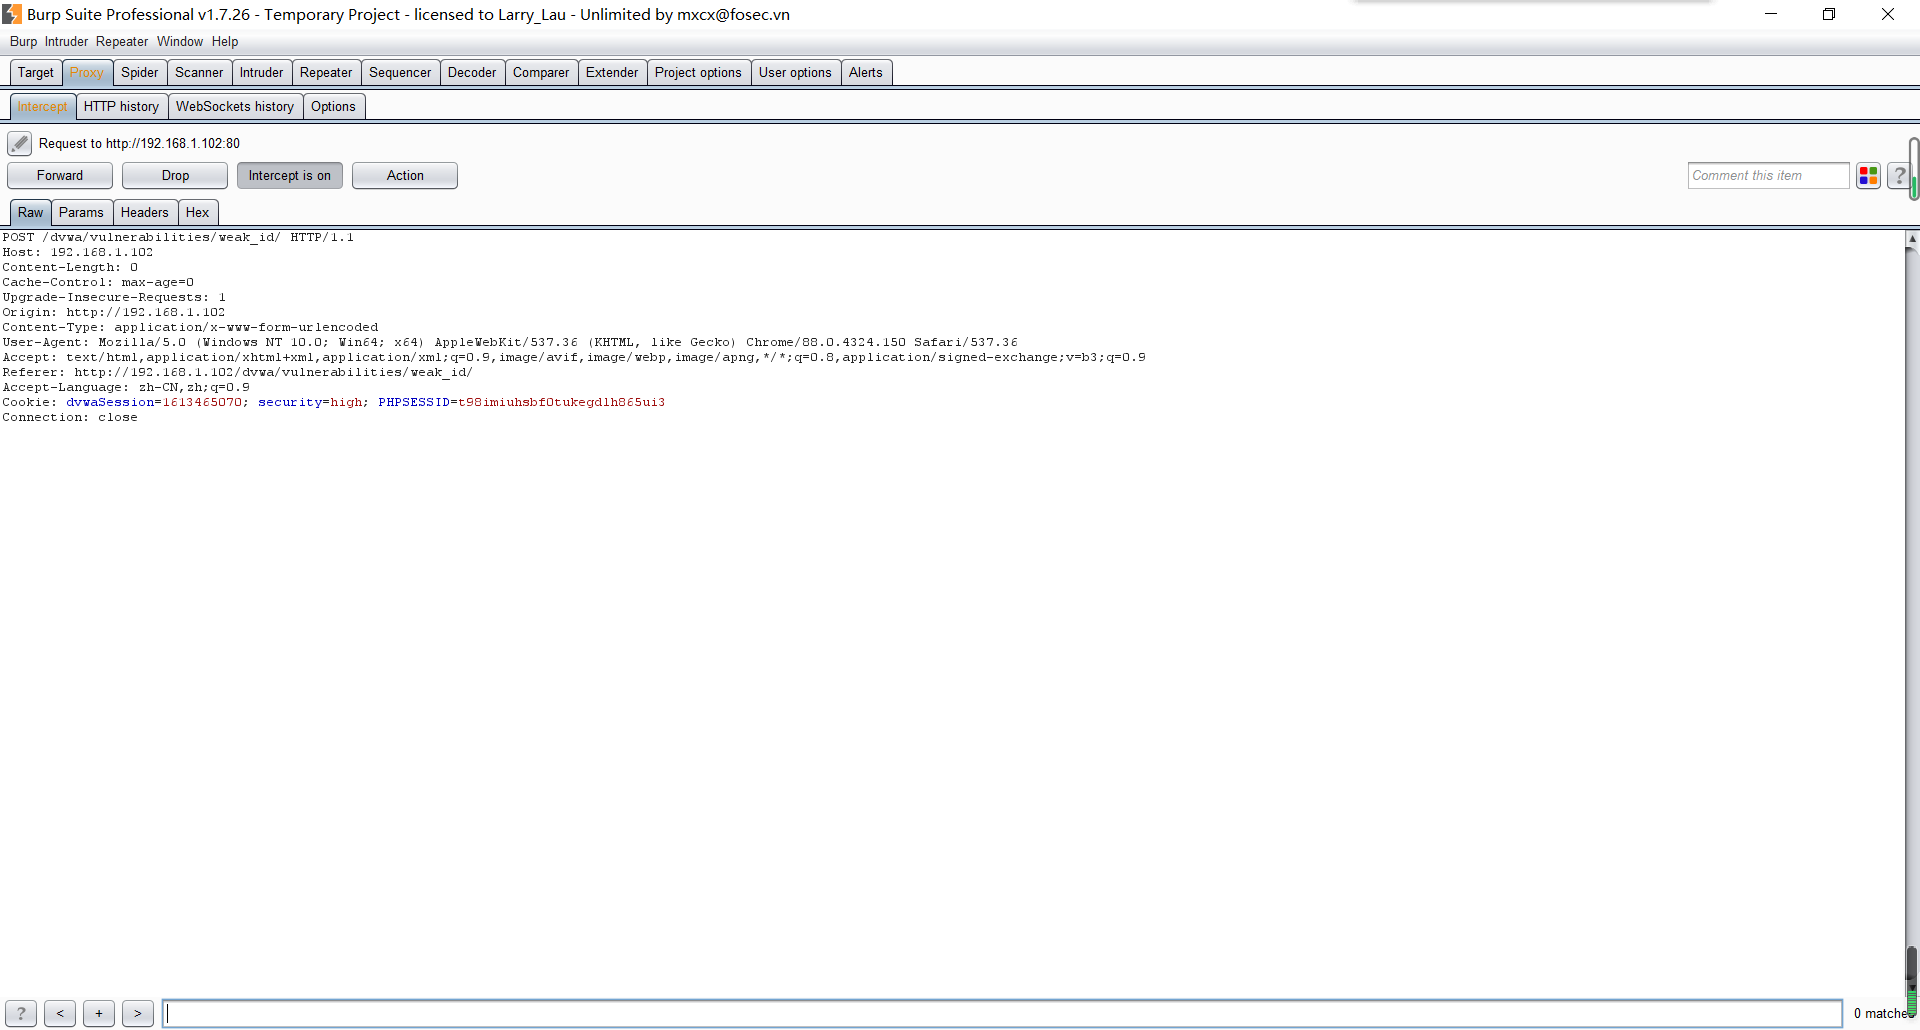 Burp Suite Professional v1.7.26 - Temporary Project - licensed to Larry_Lau - Unlimited by mxcx@fosec.vn
Burp Intruder Repeater Window Help
Target Proxy Spider Scanner Intruder Repeater Sequencer Decoder Comparer Extender Project options User options Alerts
Intercept HTTP history WebSockets history Options
Request to http://192.168.1.102:80
Forward Drop Intercept is on Action Comment this item ?
Raw Params Headers Hex
POST /dvwa/vulnerabilities/weak_id/ HTTP/1.1
Host: 192.168.1.102
Content-Length: 0
Cache-Control: max-age=0
Upgrade-Insecure-Requests: 1
Origin: http://192.168.1.102
Content-Type: application/x-www-form-urlencoded
User-Agent: Mozilla/5.0 (Windows NT 10.0; Win64; x64) AppleWebKit/537.36 (KHTML, like Gecko) Chrome/88.0.4324.150 Safari/537.36
Accept: text/html,application/xhtml+xml,application/xml;q=0.9,image/avif,image/webp,image/apng,*/*;q=0.8,application/signed-exchange;v=b3;q=0.9
Referer: http://192.168.1.102/dvwa/vulnerabilities/weak_id/
Accept-Language: zh-CN,zh;q=0.9
Cookie: dvwaSession=1613465070; security=high; PHPSESSID=t98imiuhsbf0tukegdlh865ui3
Connection: close
? < + > 0 matches